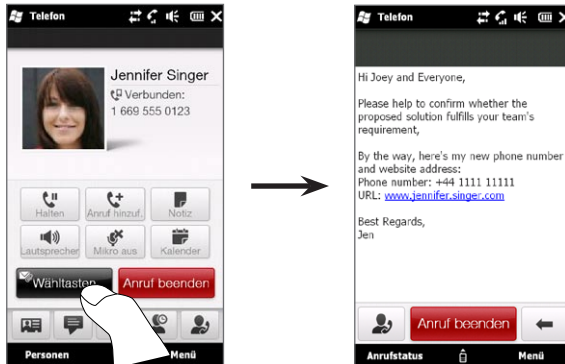 Telefon
Jennifer Singer
Verbunden:
1 669 555 0123
Halten
Anruf hinzuf.
Notiz
Lautsprecher
Mikro aus
Kalender
Wähltasten
Anruf beenden
Personen
Menü
Telefon
Hi Joey and Everyone,
Please help to confirm whether the
proposed solution fulfills your team's
requirement,
By the way, here's my new phone number
and website address:
Phone number: +44 1111 11111
URL: www.jennifer.singer.com
Best Regards,
Jen
Anruf beenden
Anrufstatus
Menü